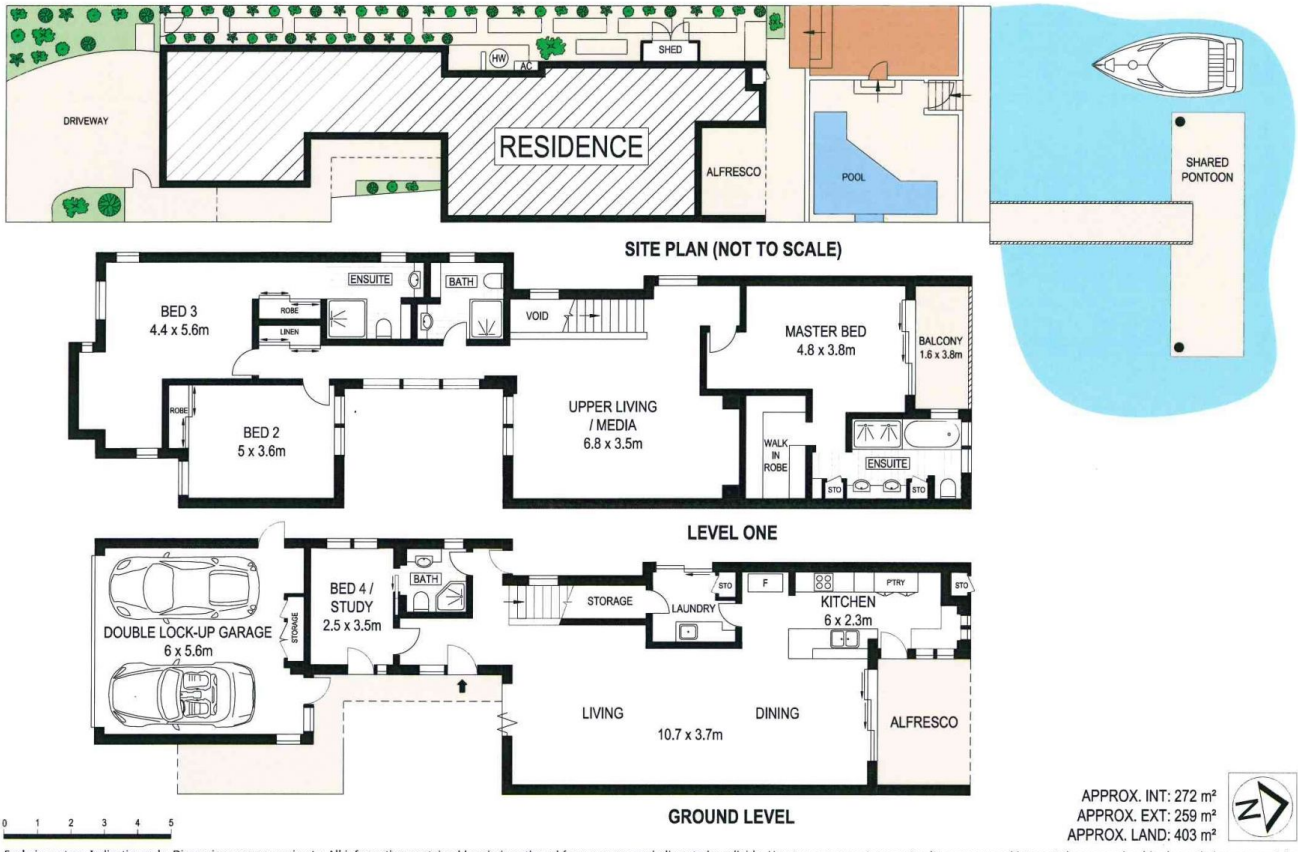 DRIVEWAY
HW
AC
SHED
RESIDENCE
ALFRESCO
POOL
SHARED
PONTOON
SITE PLAN (NOT TO SCALE)
BED 3
4.4 x 5.6m
ROBE
LINEN
ENSUITE
BATH
VOID
MASTER BED
4.8 x 3.8m
BALCONY
1.6 x 3.8m
ROBE
BED 2
5 x 3.6m
UPPER LIVING
/ MEDIA
6.8 x 3.5m
WALK
IN
ROBE
ENSUITE
STO
STO
LEVEL ONE
DOUBLE LOCK-UP GARAGE
6 x 5.6m
STORAGE
BED 4 /
STUDY
2.5 x 3.5m
BATH
STORAGE
LAUNDRY
STO
F
P'TRY
KITCHEN
6 x 2.3m
STO
LIVING
DINING
10.7 x 3.7m
ALFRESCO
GROUND LEVEL
0 1 2 3 4 5
APPROX. INT: 272 m²
APPROX. EXT: 259 m²
APPROX. LAND: 403 m²
N